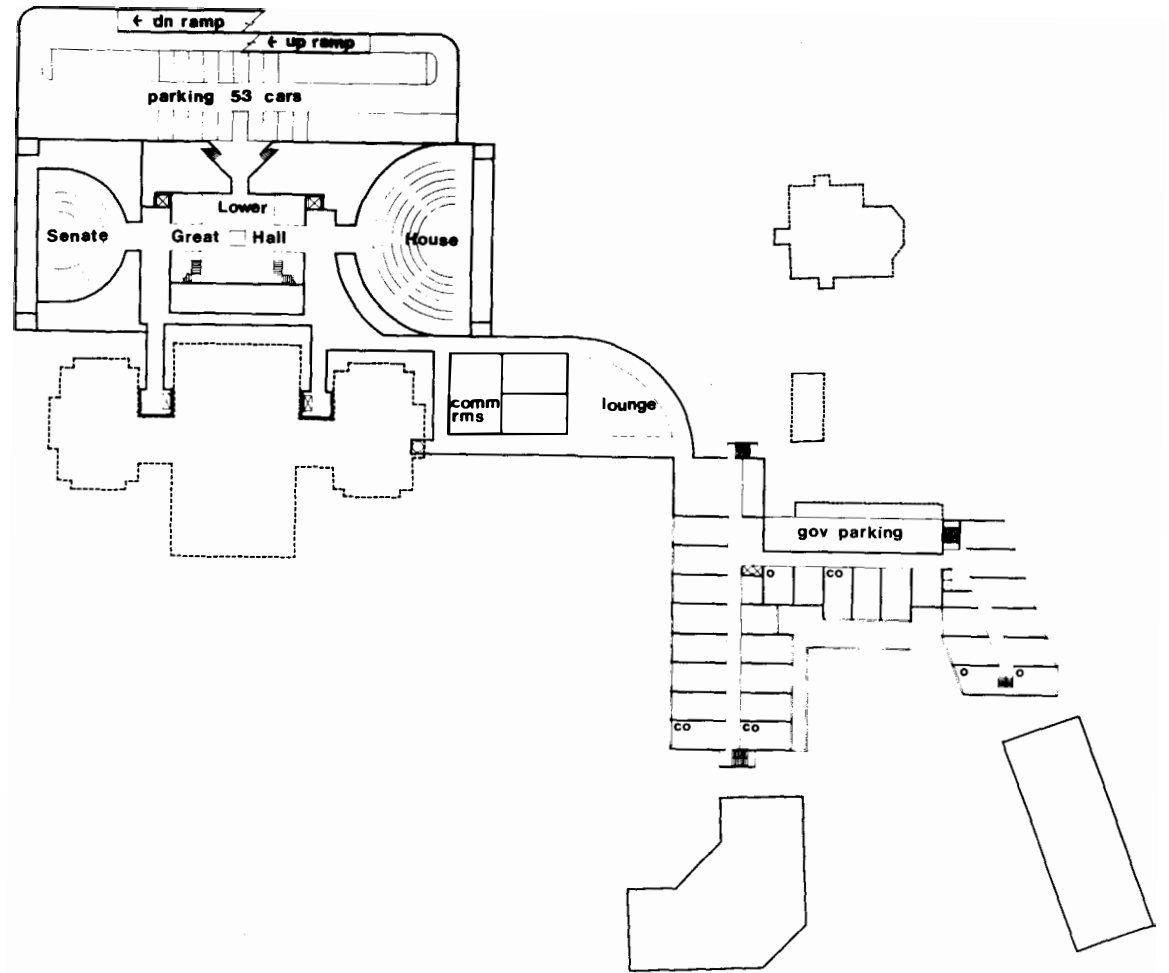 ← dn ramp
← up ramp
parking 53 cars
Lower
Senate Great Hall House
comm
rms
lounge
gov parking
o co
o o
co co